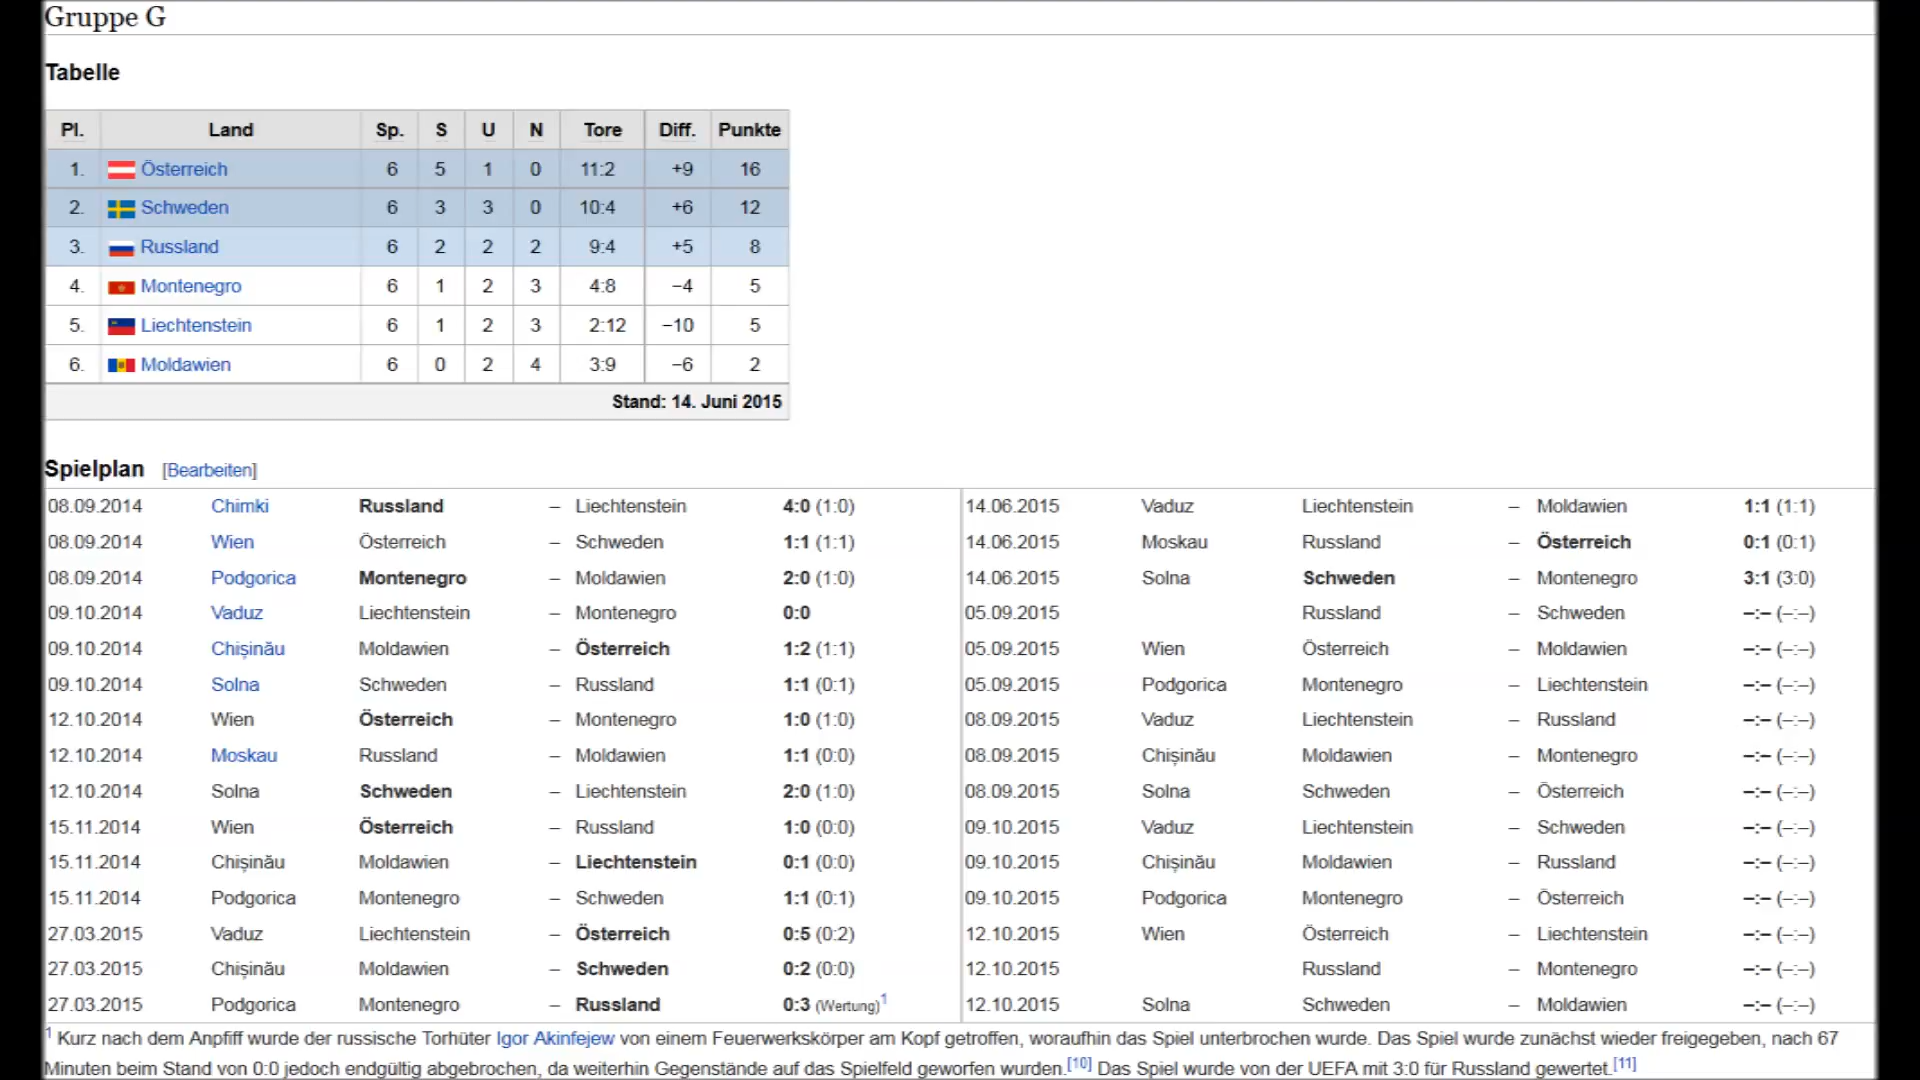 Gruppe G
Tabelle
Pl. Land Sp. S U N Tore Diff. Punkte
1. Österreich 6 5 1 0 11:2 +9 16
2. Schweden 6 3 3 0 10:4 +6 12
3. Russland 6 2 2 2 9:4 +5 8
4. Montenegro 6 1 2 3 4:8 −4 5
5. Liechtenstein 6 1 2 3 2:12 −10 5
6. Moldawien 6 0 2 4 3:9 −6 2
Stand: 14. Juni 2015
Spielplan [Bearbeiten]
08.09.2014 Chimki Russland – Liechtenstein 4:0 (1:0)
08.09.2014 Wien Österreich – Schweden 1:1 (1:1)
08.09.2014 Podgorica Montenegro – Moldawien 2:0 (1:0)
09.10.2014 Vaduz Liechtenstein – Montenegro 0:0
09.10.2014 Chișinău Moldawien – Österreich 1:2 (1:1)
09.10.2014 Solna Schweden – Russland 1:1 (0:1)
12.10.2014 Wien Österreich – Montenegro 1:0 (1:0)
12.10.2014 Moskau Russland – Moldawien 1:1 (0:0)
12.10.2014 Solna Schweden – Liechtenstein 2:0 (1:0)
15.11.2014 Wien Österreich – Russland 1:0 (0:0)
15.11.2014 Chișinău Moldawien – Liechtenstein 0:1 (0:0)
15.11.2014 Podgorica Montenegro – Schweden 1:1 (0:1)
27.03.2015 Vaduz Liechtenstein – Österreich 0:5 (0:2)
27.03.2015 Chișinău Moldawien – Schweden 0:2 (0:0)
27.03.2015 Podgorica Montenegro – Russland 0:3 (Wertung)1
14.06.2015 Vaduz Liechtenstein – Moldawien 1:1 (1:1)
14.06.2015 Moskau Russland – Österreich 0:1 (0:1)
14.06.2015 Solna Schweden – Montenegro 3:1 (3:0)
05.09.2015 Russland – Schweden –:– (–:–)
05.09.2015 Wien Österreich – Moldawien –:– (–:–)
05.09.2015 Podgorica Montenegro – Liechtenstein –:– (–:–)
08.09.2015 Vaduz Liechtenstein – Russland –:– (–:–)
08.09.2015 Chișinău Moldawien – Montenegro –:– (–:–)
08.09.2015 Solna Schweden – Österreich –:– (–:–)
09.10.2015 Vaduz Liechtenstein – Schweden –:– (–:–)
09.10.2015 Chișinău Moldawien – Russland –:– (–:–)
09.10.2015 Podgorica Montenegro – Österreich –:– (–:–)
12.10.2015 Wien Österreich – Liechtenstein –:– (–:–)
12.10.2015 Russland – Montenegro –:– (–:–)
12.10.2015 Solna Schweden – Moldawien –:– (–:–)
1 Kurz nach dem Anpfiff wurde der russische Torhüter Igor Akinfejew von einem Feuerwerkskörper am Kopf getroffen, woraufhin das Spiel unterbrochen wurde. Das Spiel wurde zunächst wieder freigegeben, nach 67
Minuten beim Stand von 0:0 jedoch endgültig abgebrochen, da weiterhin Gegenstände auf das Spielfeld geworfen wurden.[10] Das Spiel wurde von der UEFA mit 3:0 für Russland gewertet.[11]